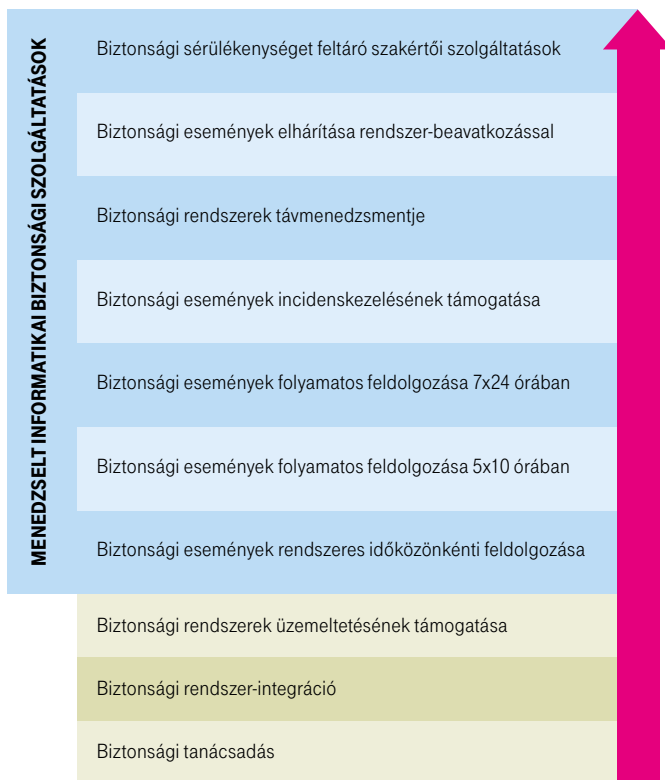 MENEDZSELT INFORMATIKAI BIZTONSÁGI SZOLGÁLTATÁSOK
Biztonsági sérülékenységet feltáró szakértői szolgáltatások
Biztonsági események elhárítása rendszer-beavatkozással
Biztonsági rendszerek távmenedzsmentje
Biztonsági események incidenskezelésének támogatása
Biztonsági események folyamatos feldolgozása 7x24 órában
Biztonsági események folyamatos feldolgozása 5x10 órában
Biztonsági események rendszeres időközönkénti feldolgozása
Biztonsági rendszerek üzemeltetésének támogatása
Biztonsági rendszer-integráció
Biztonsági tanácsadás